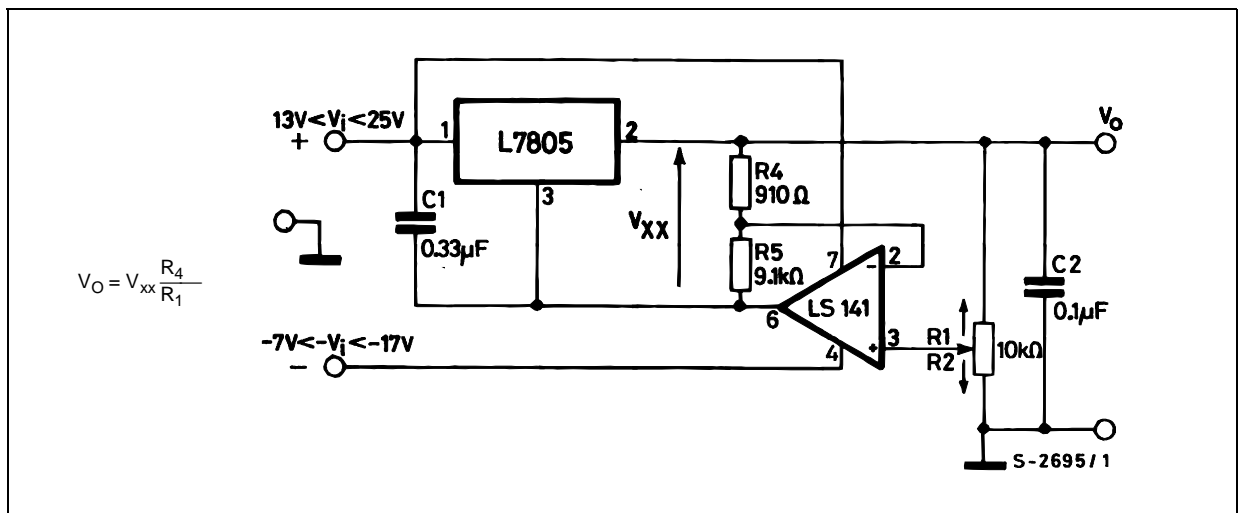 13V<Vi<25V
+
1
L7805
2
Vo
3
C1
0.33µF
VXX
R4
910 Ω
R5
9.1kΩ
7
2
-
LS 141
6
3
+
4
R1
R2
10kΩ
C2
0.1µF
VO = Vxx R4
R1
-7V<-Vi<-17V
−
S-2695/1